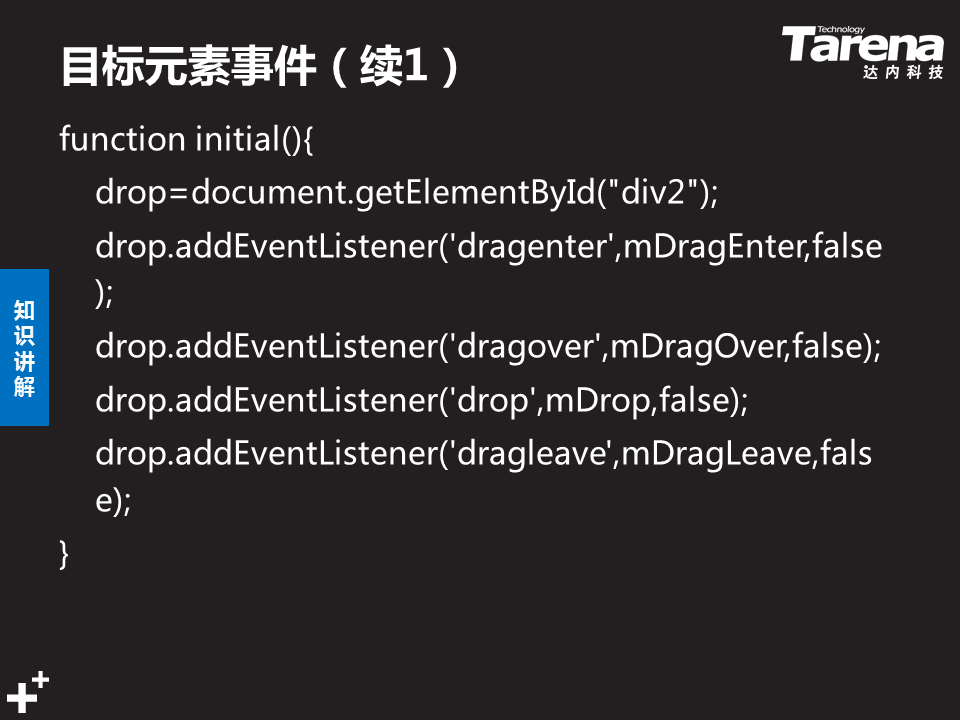 目标元素事件（续1）
Technology
Tarena
达内科技
function initial(){
drop=document.getElementById("div2");
drop.addEventListener('dragenter',mDragEnter,false
);
drop.addEventListener('dragover',mDragOver,false);
drop.addEventListener('drop',mDrop,false);
drop.addEventListener('dragleave',mDragLeave,fals
e);
}
知
识
讲
解